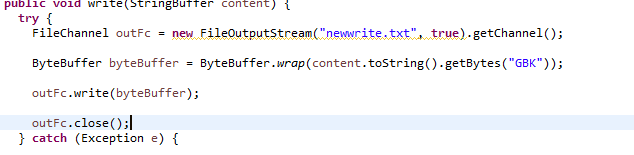 public void write(StringBuffer content) {
try {
FileChannel outFc = new FileOutputStream("newwrite.txt", true).getChannel();
ByteBuffer byteBuffer = ByteBuffer.wrap(content.toString().getBytes("GBK"));
outFc.write(byteBuffer);
outFc.close();
} catch (Exception e) {